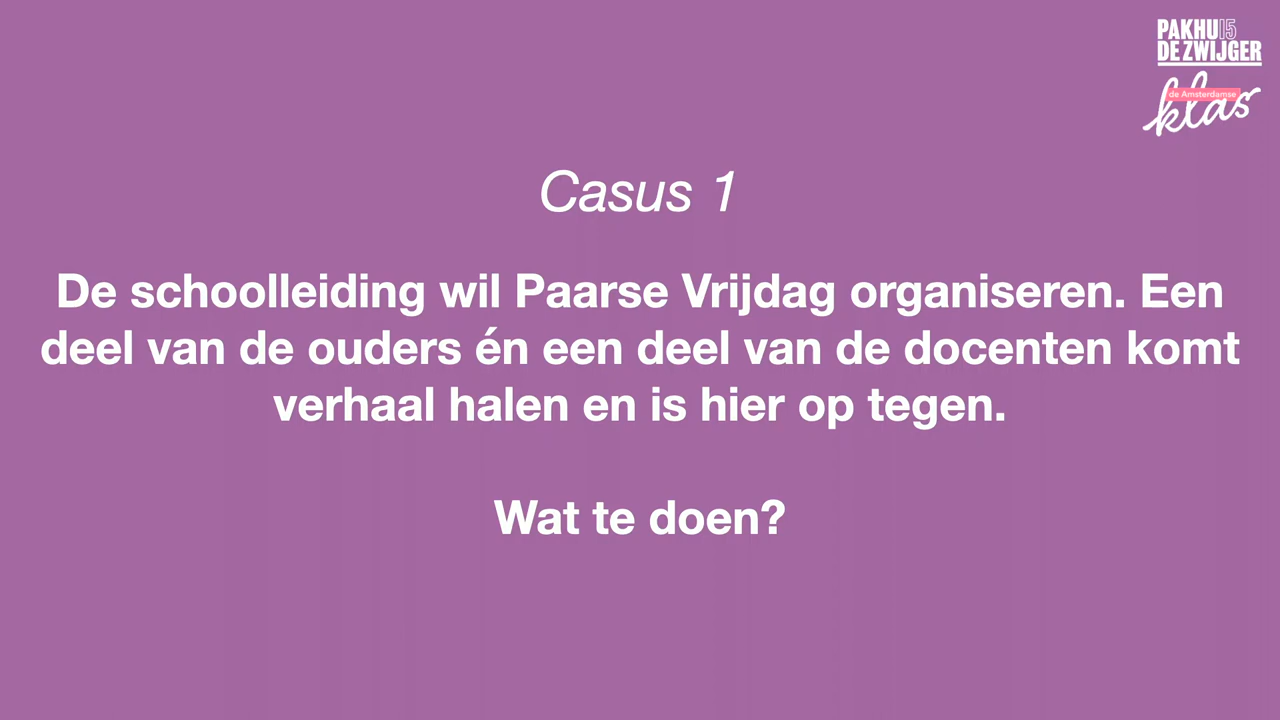 PAKHU15
DE ZWIJGER
de Amsterdamse
klas
Casus 1
De schoolleiding wil Paarse Vrijdag organiseren. Een
deel van de ouders én een deel van de docenten komt
verhaal halen en is hier op tegen.
Wat te doen?